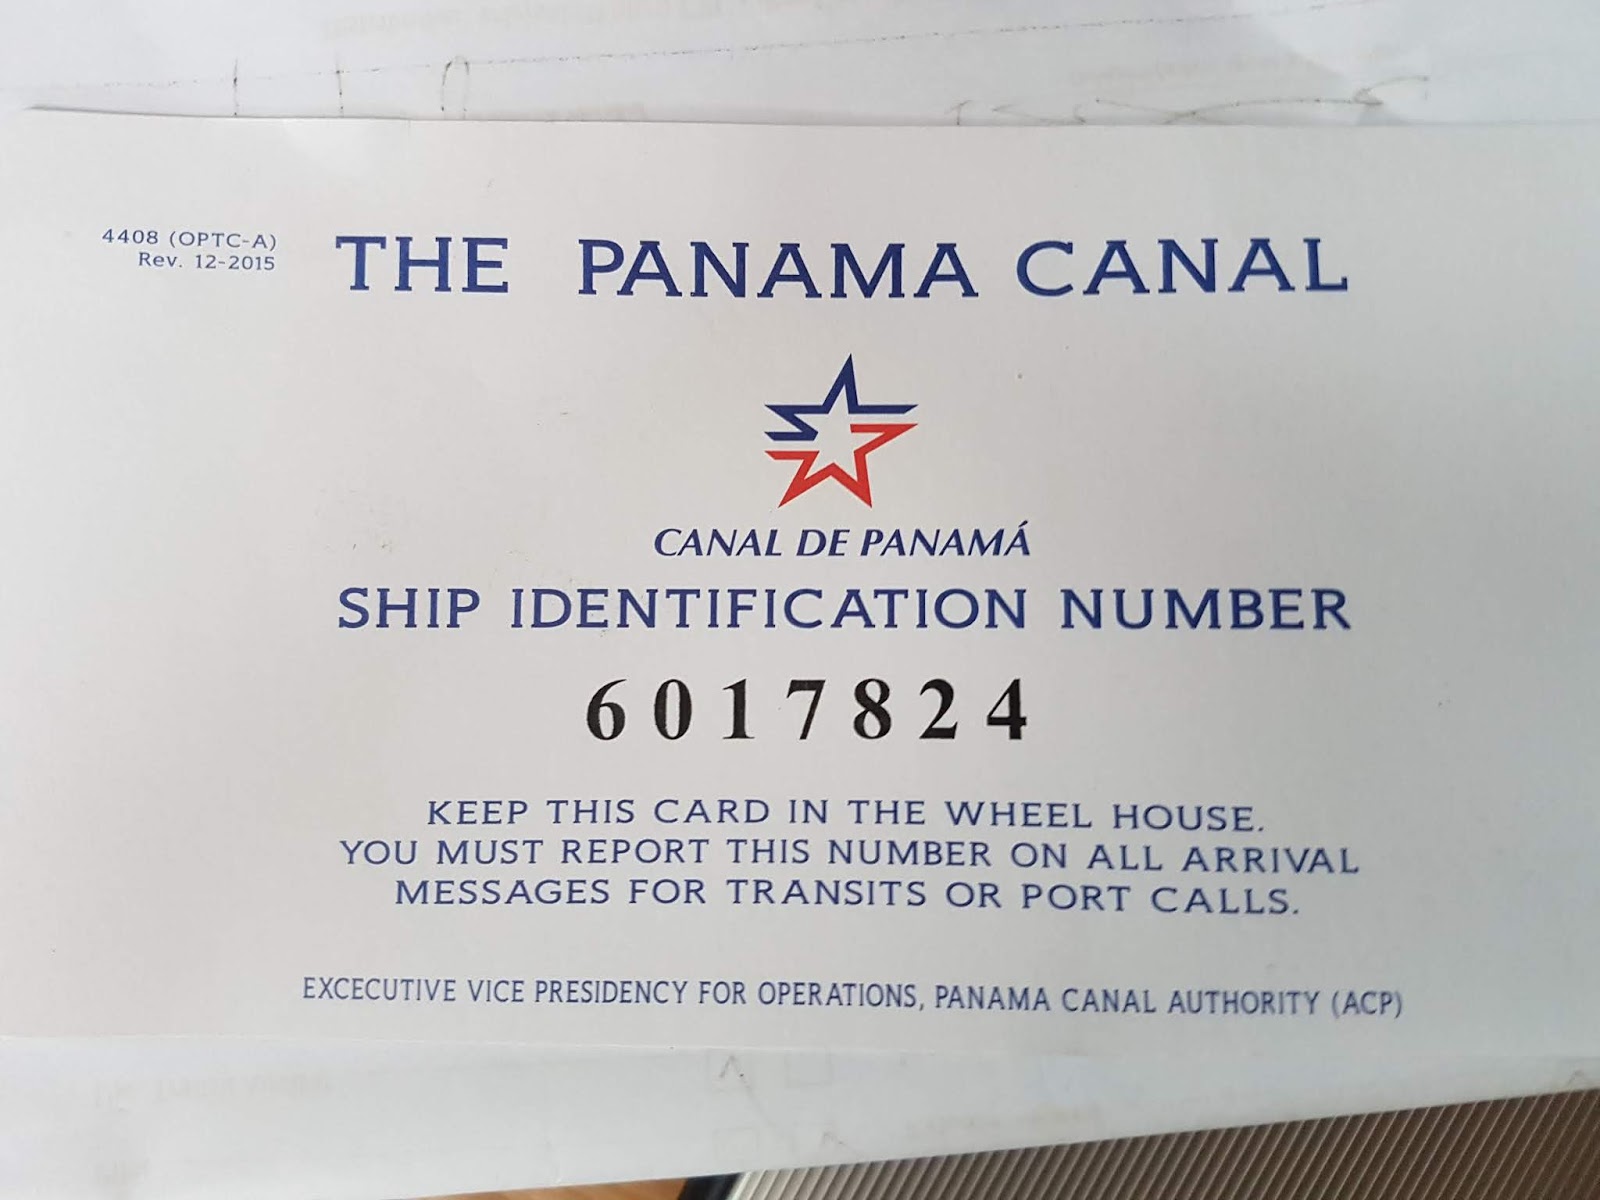 4408 (OPTC-A)
Rev. 12-2015
THE PANAMA CANAL
CANAL DE PANAMÁ
SHIP IDENTIFICATION NUMBER
6017824
KEEP THIS CARD IN THE WHEEL HOUSE.
YOU MUST REPORT THIS NUMBER ON ALL ARRIVAL
MESSAGES FOR TRANSITS OR PORT CALLS.
EXCECUTIVE VICE PRESIDENCY FOR OPERATIONS, PANAMA CANAL AUTHORITY (ACP)